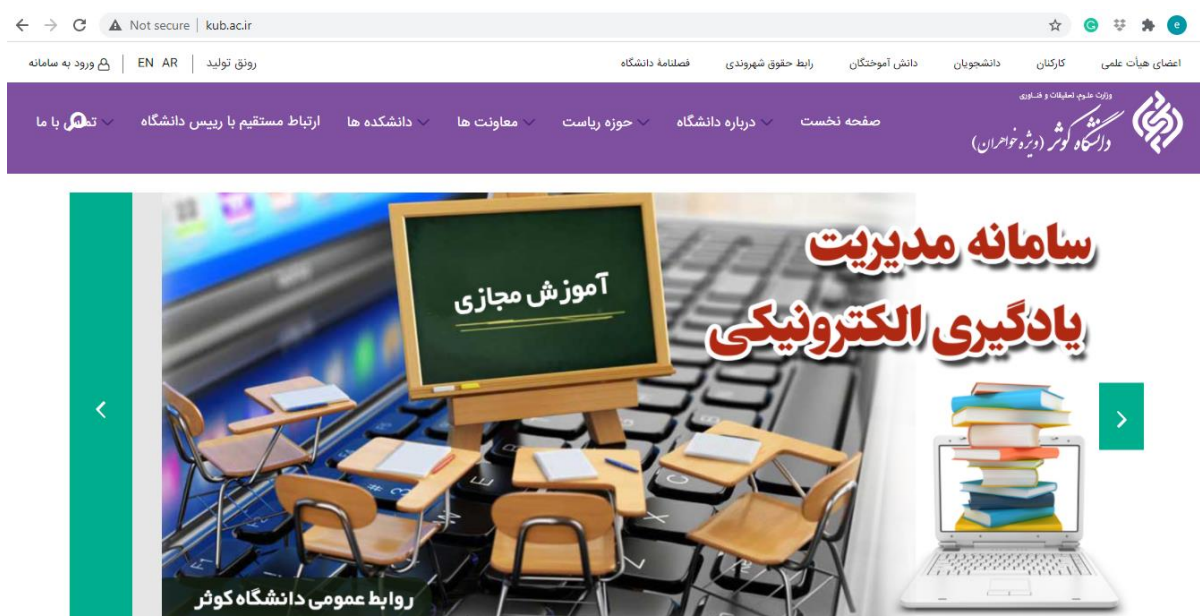 Not secure | kub.ac.ir
e
اعضای هیأت علمی
کارکنان
دانشجویان
دانش آموختگان
رابط حقوق شهروندی
فصلنامهٔ دانشگاه
رونق تولید
EN AR
ورود به سامانه
وزارت علوم، تحقیقات و فناوری
دانشگاه کوثر (ویژه خواهران)
صفحه نخست
درباره دانشگاه
حوزه ریاست
معاونت ها
دانشکده ها
ارتباط مستقیم با رییس دانشگاه
تماس با ما
سامانه مدیریت
یادگیری الکترونیکی
آموزش مجازی
روابط عمومی دانشگاه کوثر